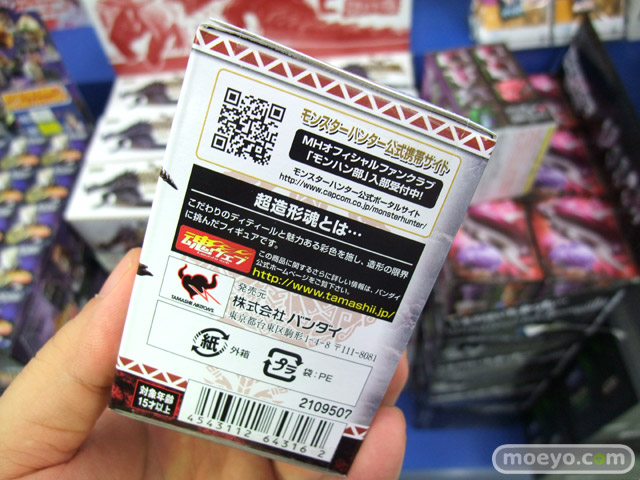 モンスターハンター公式携帯サイト
MHオフィシャルファンクラブ
「モンハン部」入部受付中!
モンスターハンター公式ポータルサイト
http://www.capcom.co.jp/monsterhunter/
超造形魂とは…
こだわりのディティールと魅力ある彩色を施し、造形の限界
に挑んだフィギュアです。
この商品に関するさらに詳しい情報は、バンダイ
公式ホームページをご覧下さい。
http://www.tamashii.jp/
TAMASHII ARROWS
発売元
株式会社 バンダイ
東京都台東区駒形1-4-8 〒111-8081
紙
外箱
プラ
袋:PE
対象年齢
15才以上
2109507
4543112 64316 2
moeyo.com